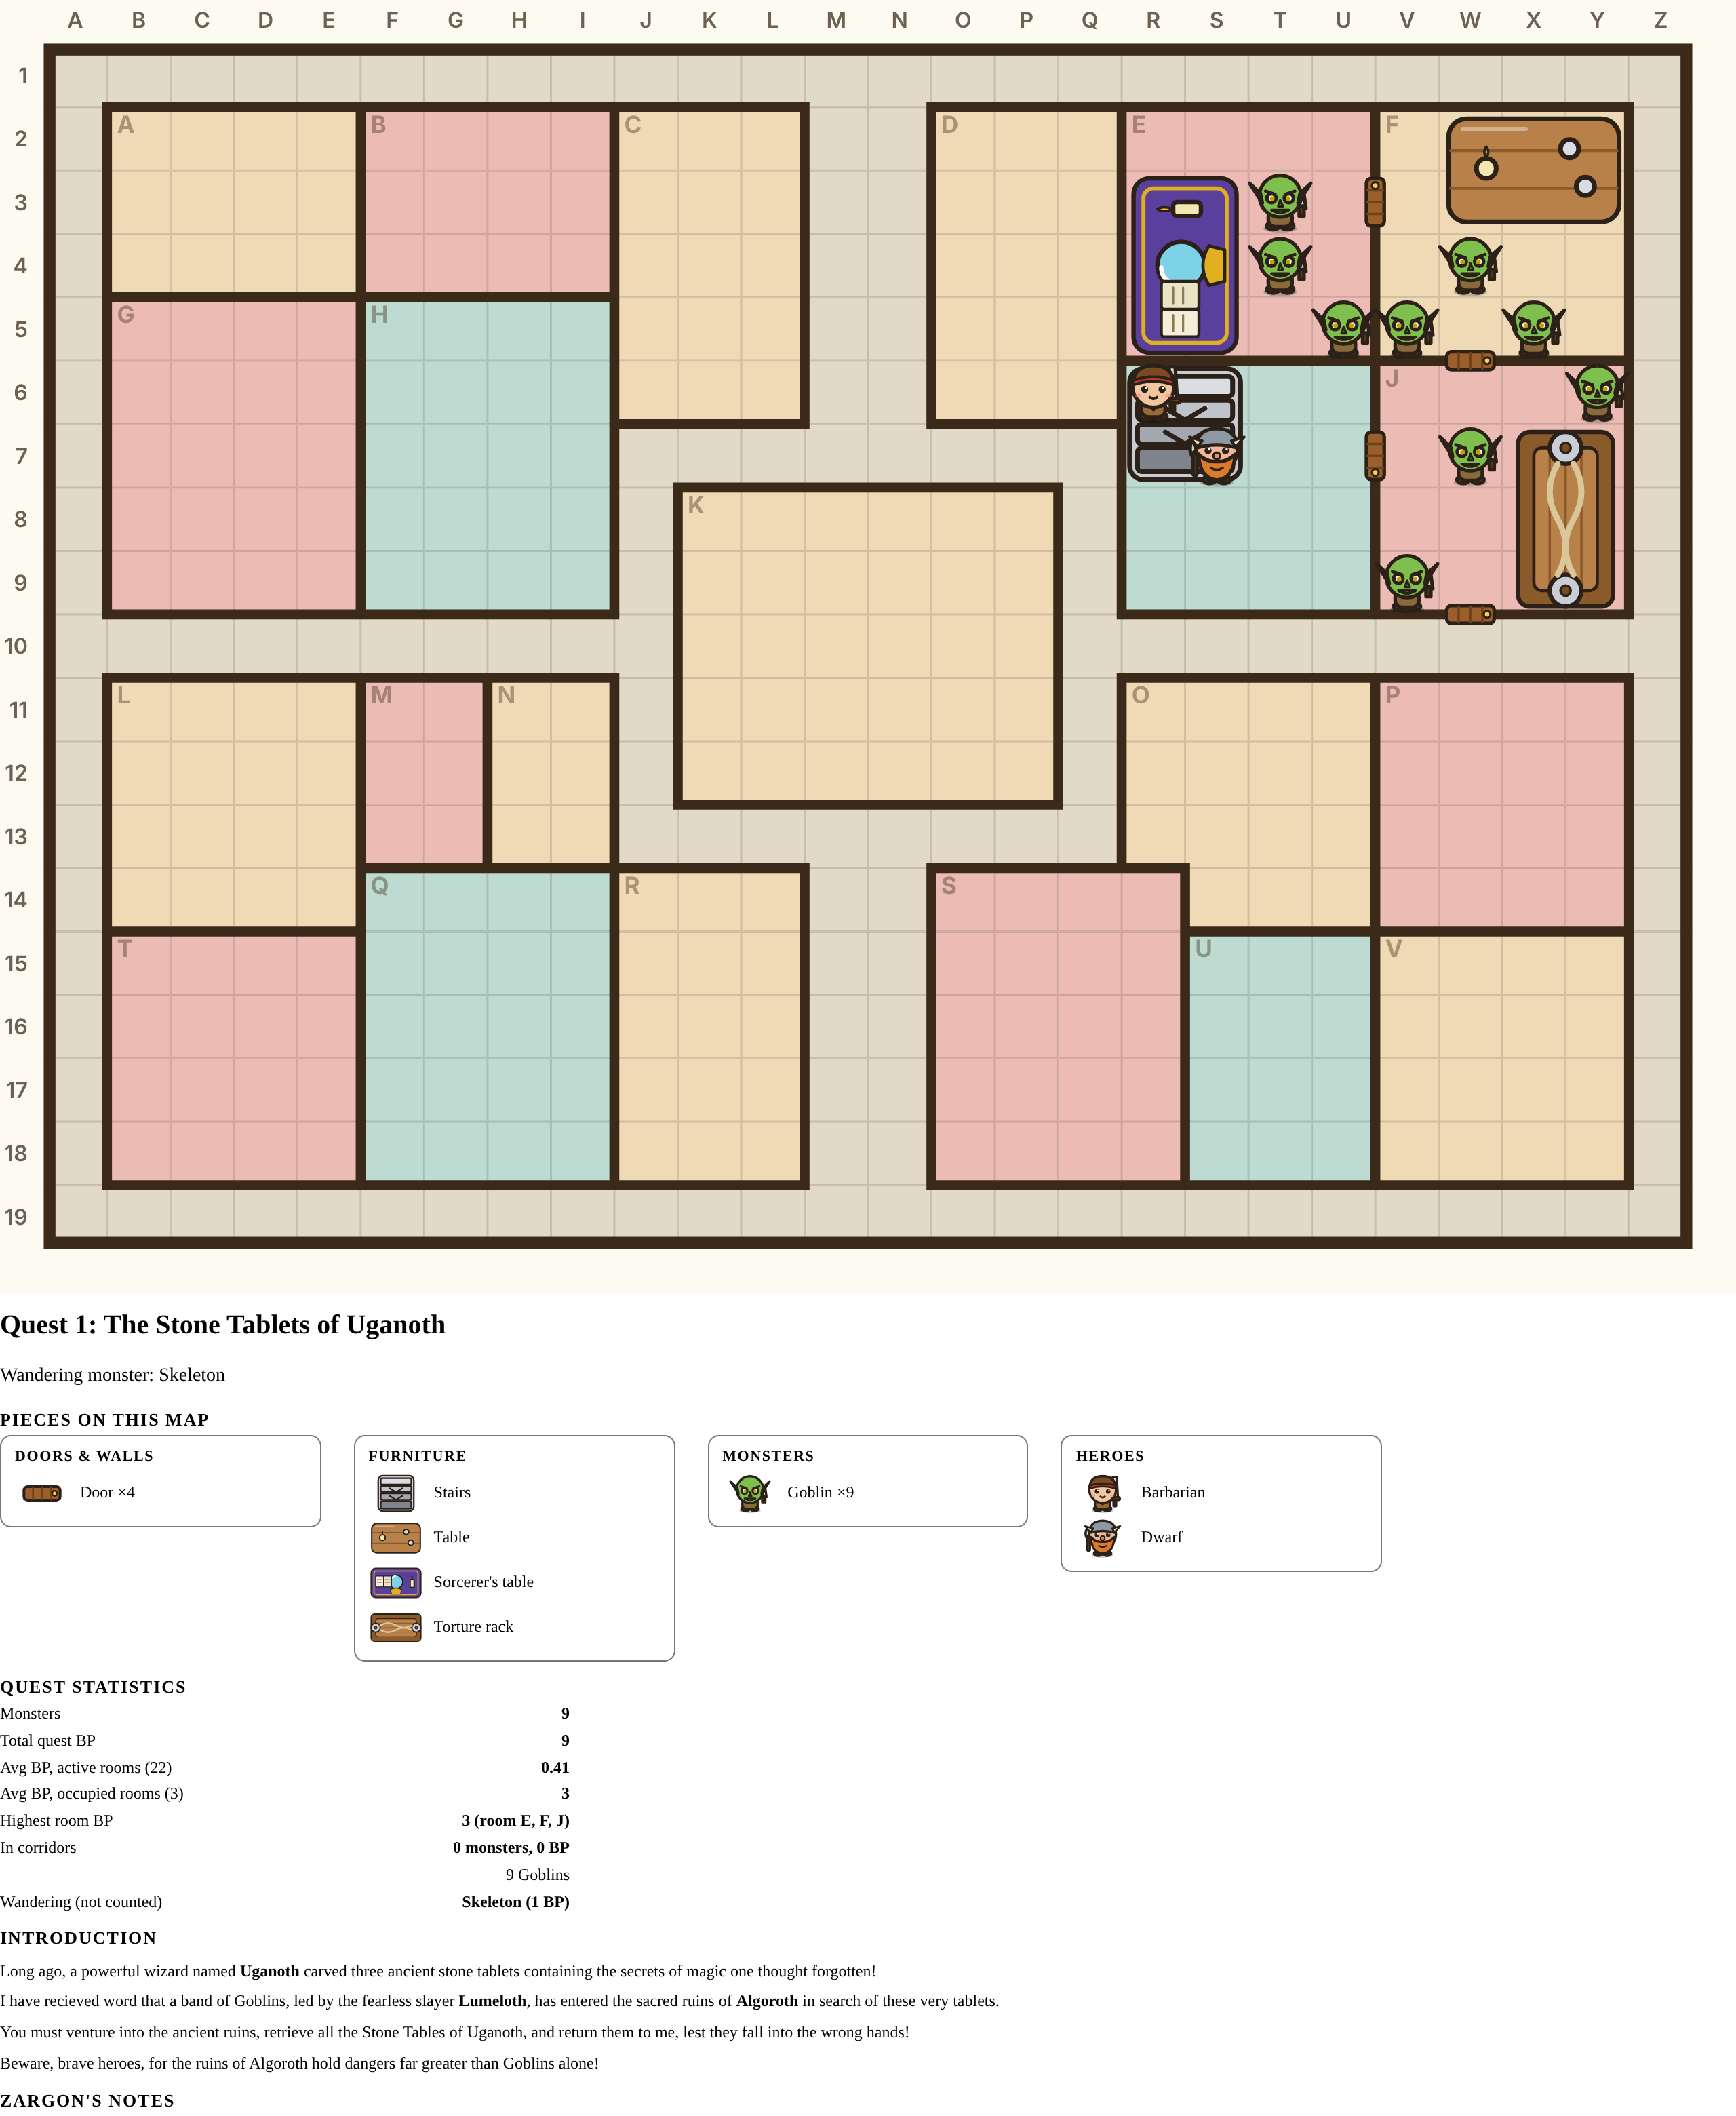 A B C D E F G H I J K L M N O P Q R S T U V W X Y Z
1
A B C D E F
2
3
4
G H
5
J
6
7
K
8
9
10
L M N O P
11
12
13
Q R S
14
T U V
15
16
17
18
19
Quest 1: The Stone Tablets of Uganoth
Wandering monster: Skeleton
PIECES ON THIS MAP
DOORS & WALLS
Door ×4
FURNITURE
Stairs
Table
Sorcerer's table
Torture rack
MONSTERS
Goblin ×9
HEROES
Barbarian
Dwarf
QUEST STATISTICS
Monsters 9
Total quest BP 9
Avg BP, active rooms (22) 0.41
Avg BP, occupied rooms (3) 3
Highest room BP 3 (room E, F, J)
In corridors 0 monsters, 0 BP
9 Goblins
Wandering (not counted) Skeleton (1 BP)
INTRODUCTION
Long ago, a powerful wizard named Uganoth carved three ancient stone tablets containing the secrets of magic one thought forgotten!
I have recieved word that a band of Goblins, led by the fearless slayer Lumeloth, has entered the sacred ruins of Algoroth in search of these very tablets.
You must venture into the ancient ruins, retrieve all the Stone Tables of Uganoth, and return them to me, lest they fall into the wrong hands!
Beware, brave heroes, for the ruins of Algoroth hold dangers far greater than Goblins alone!
ZARGON'S NOTES